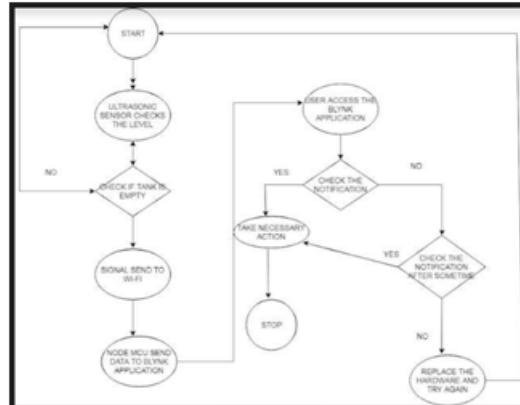 START
ULTRASONIC
SENSOR CHECKS
THE LEVEL
NO
CHECK IF TANK IS
EMPTY
SIGNAL SEND TO
WI-FI
NODE MCU SEND
DATA TO BLYNK
APPLICATION
USER ACCESS THE
BLYNK
APPLICATION
YES
NO
CHECK THE
NOTIFICATION
TAKE NECESSARY
ACTION
YES
CHECK THE
NOTIFICATION
AFTER SOMETIME
STOP
NO
REPLACE THE
HARDWARE AND
TRY AGAIN